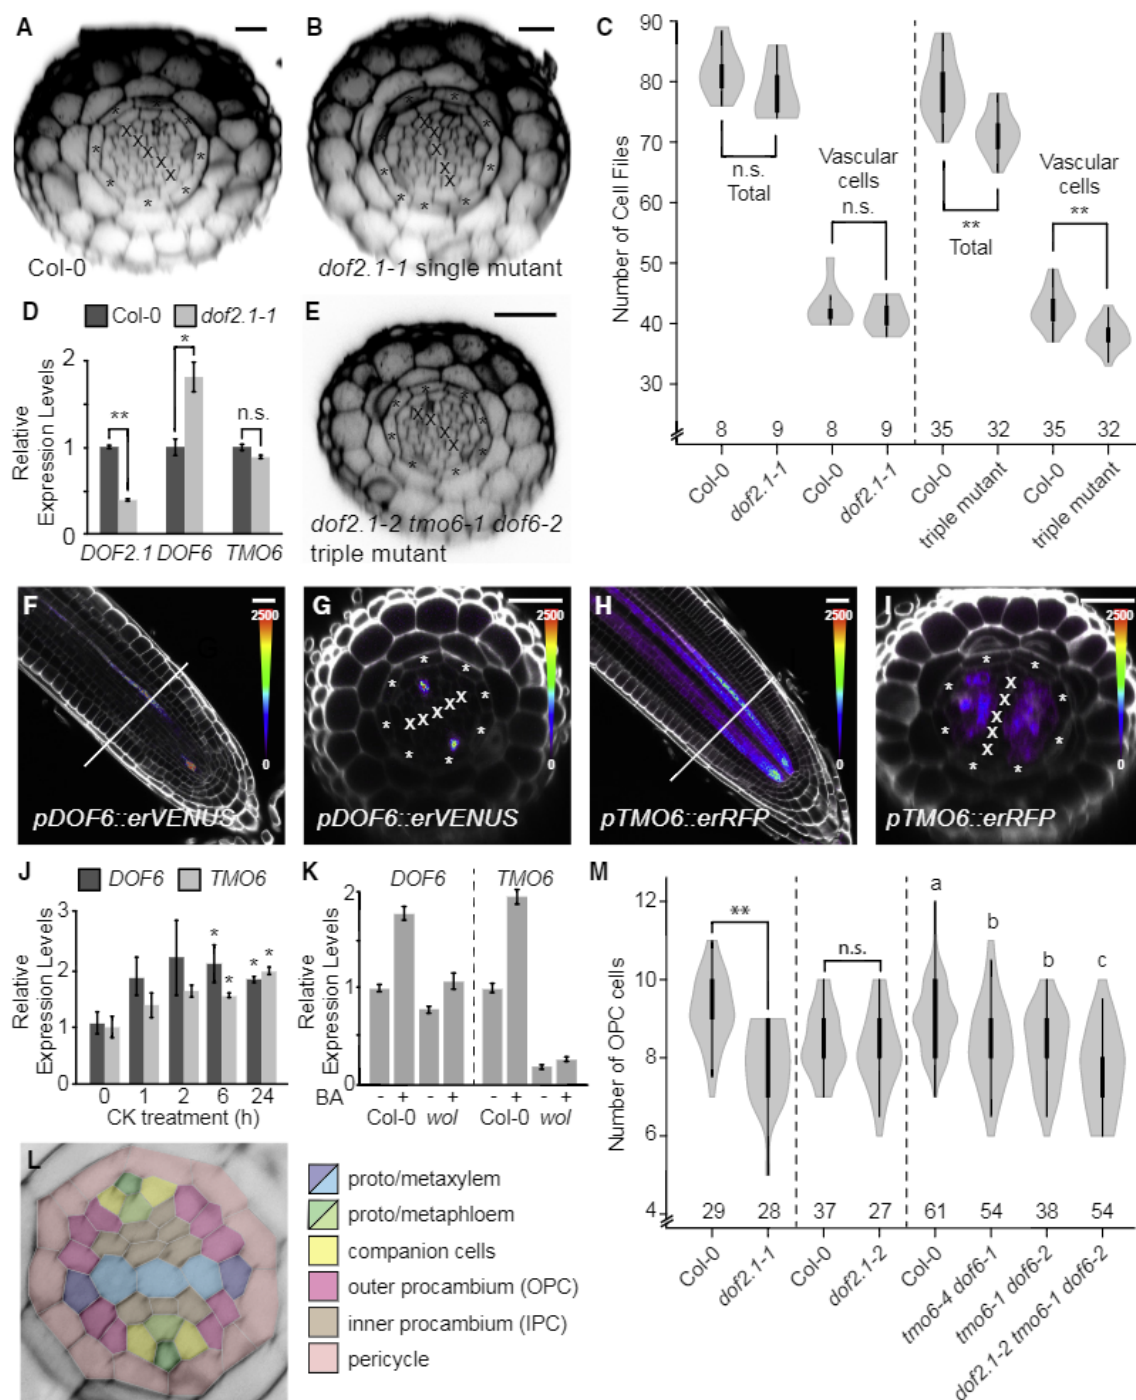 A
Col-0
B
dof2.1-1 single mutant
C
Number of Cell Files
90
80
70
60
50
40
30
n.s.
Total
Vascular
cells
n.s.
**
Total
Vascular
cells
**
8 9 8 9 35 32 35 32
Col-0 dof2.1-1 Col-0 dof2.1-1 Col-0 triple mutant Col-0 triple mutant
D
Col-0 dof2.1-1
Relative
Expression Levels
2
1
0
**
*
n.s.
DOF2.1 DOF6 TMO6
E
dof2.1-2 tmo6-1 dof6-2
triple mutant
F
2500
0
pDOF6::erVENUS
G
2500
0
pDOF6::erVENUS
H
2500
0
pTMO6::erRFP
I
2500
0
pTMO6::erRFP
J
DOF6 TMO6
Relative
Expression Levels
3
2
1
0
* * * *
0 1 2 6 24
CK treatment (h)
K
DOF6 TMO6
Relative
Expression Levels
2
1
0
BA - + - + - + - +
Col-0 wol Col-0 wol
L
proto/metaxylem
proto/metaphloem
companion cells
outer procambium (OPC)
inner procambium (IPC)
pericycle
M
Number of OPC cells
12
10
8
6
4
**
n.s.
a
b
b
c
29 28 37 27 61 54 38 54
Col-0 dof2.1-1 Col-0 dof2.1-2 Col-0 tmo6-4 dof6-1 tmo6-1 dof6-2 dof2.1-2 tmo6-1 dof6-2